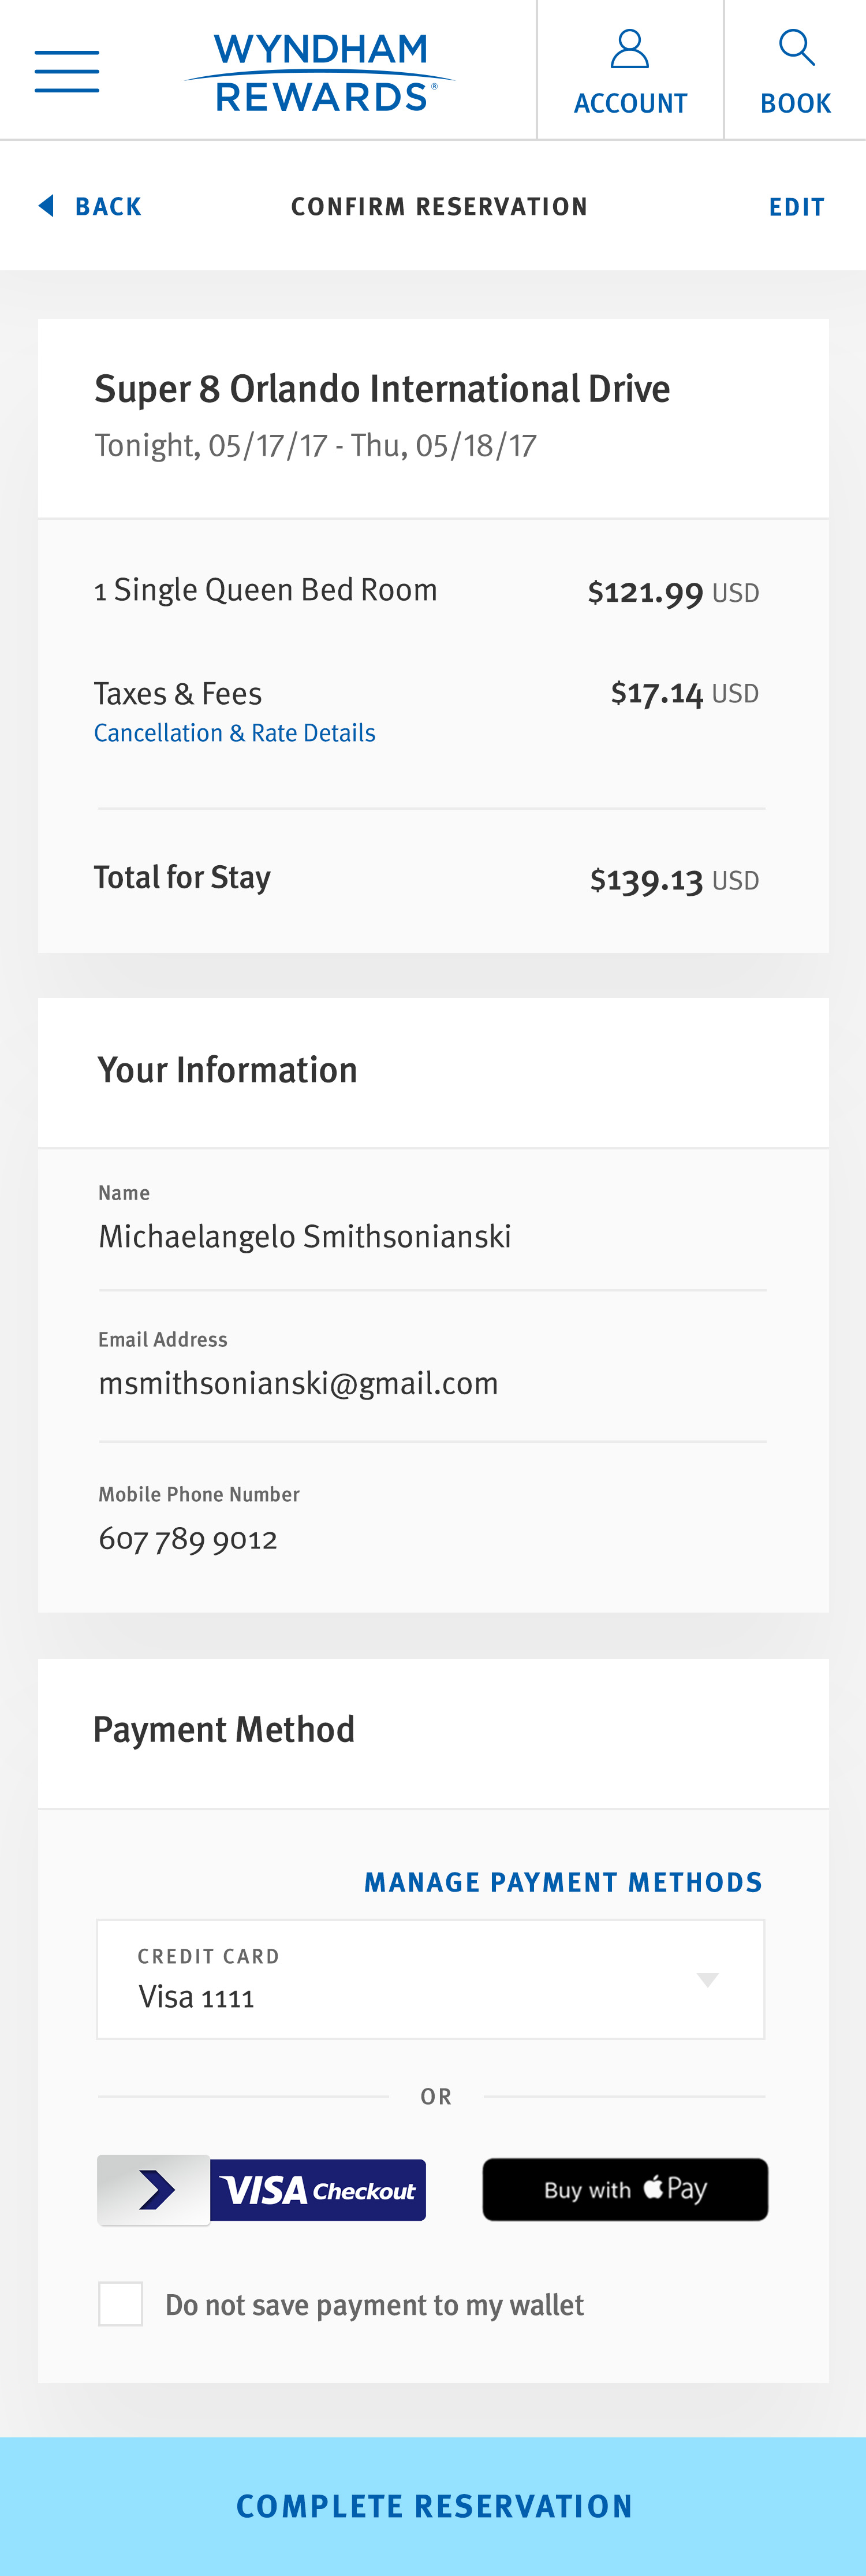 WYNDHAM
REWARDS®
ACCOUNT
BOOK
BACK
CONFIRM RESERVATION
EDIT
Super 8 Orlando International Drive
Tonight, 05/17/17 - Thu, 05/18/17
1 Single Queen Bed Room $121.99 USD
Taxes & Fees $17.14 USD
Cancellation & Rate Details
Total for Stay $139.13 USD
Your Information
Name
Michaelangelo Smithsonianski
Email Address
msmithsonianski@gmail.com
Mobile Phone Number
607 789 9012
Payment Method
MANAGE PAYMENT METHODS
CREDIT CARD
Visa 1111
OR
VISA Checkout
Buy with Pay
Do not save payment to my wallet
COMPLETE RESERVATION